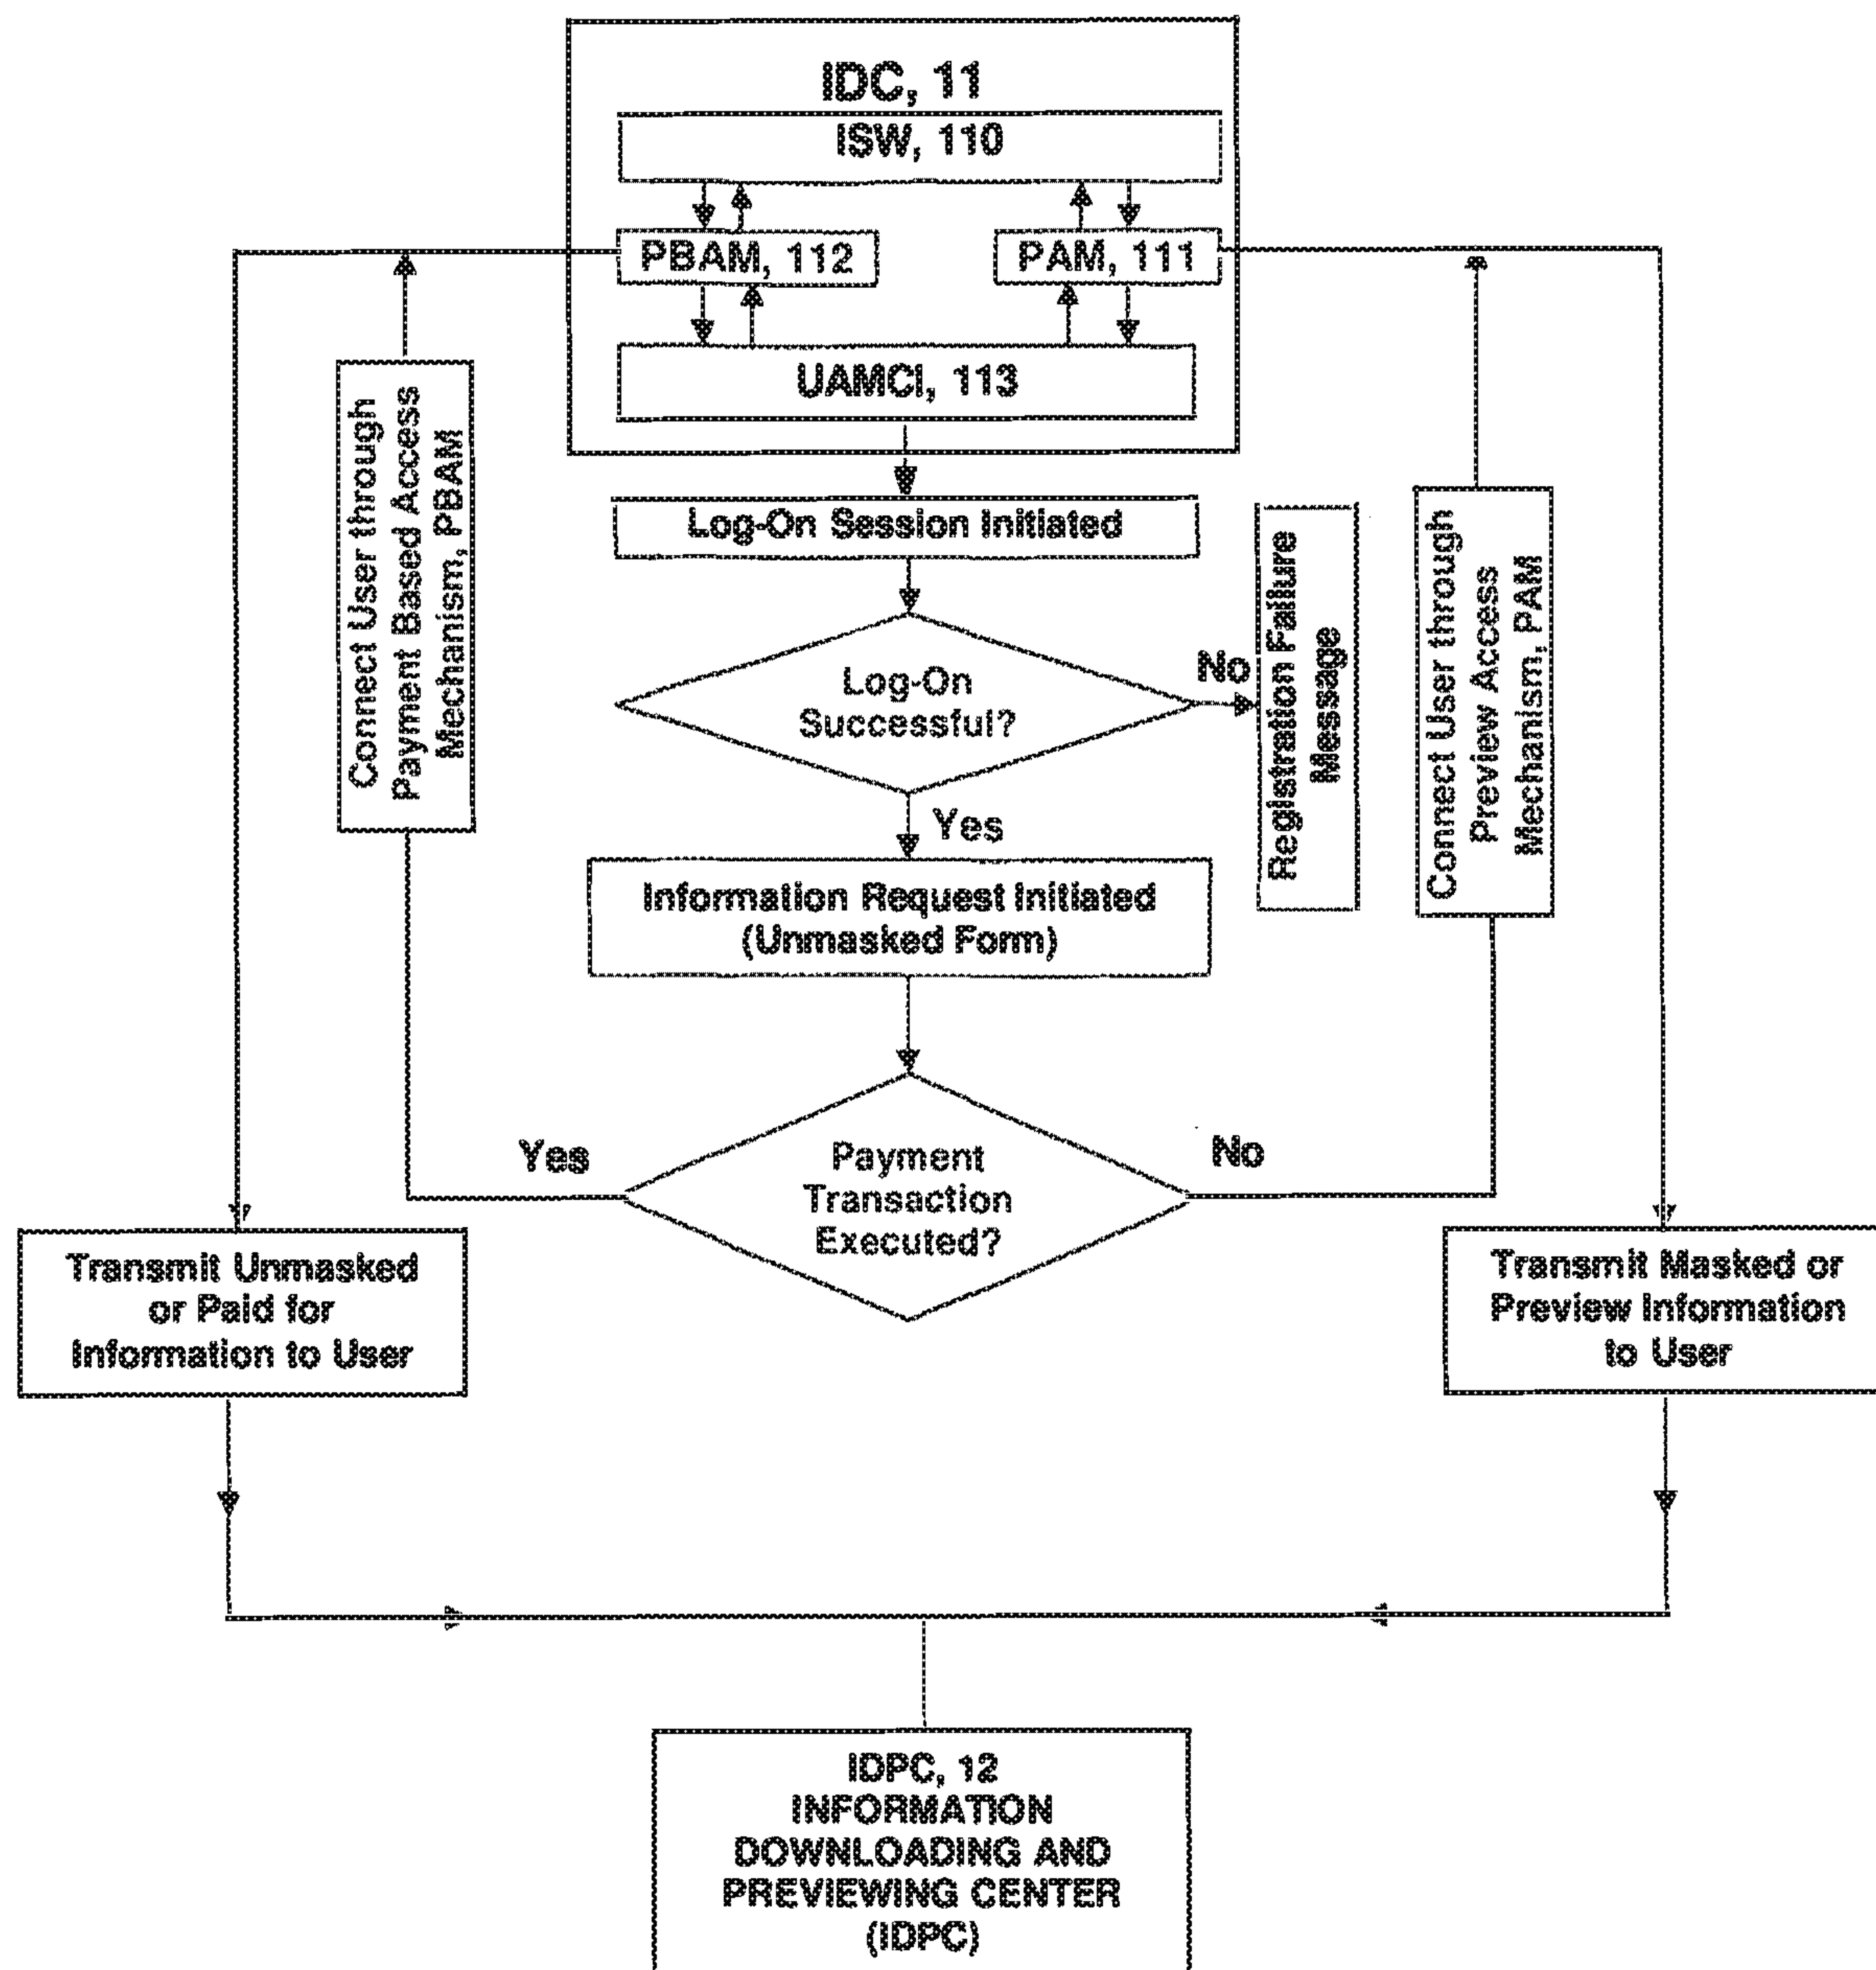 IDC, 11
ISW, 110
PBAM, 112
PAM, 111
UAMCI, 113
Connect User through
Payment Based Access
Mechanism, PBAM
Log-On Session Initiated
Log-On
Successful?
No
Registration Failure
Message
Connect User through
Preview Access
Mechanism, PAM
Yes
Information Request Initiated
(Unmasked Form)
Yes
Payment
Transaction
Executed?
No
Transmit Unmasked
or Paid for
Information to User
Transmit Masked or
Preview Information
to User
IDPC, 12
INFORMATION
DOWNLOADING AND
PREVIEWING CENTER
(IDPC)